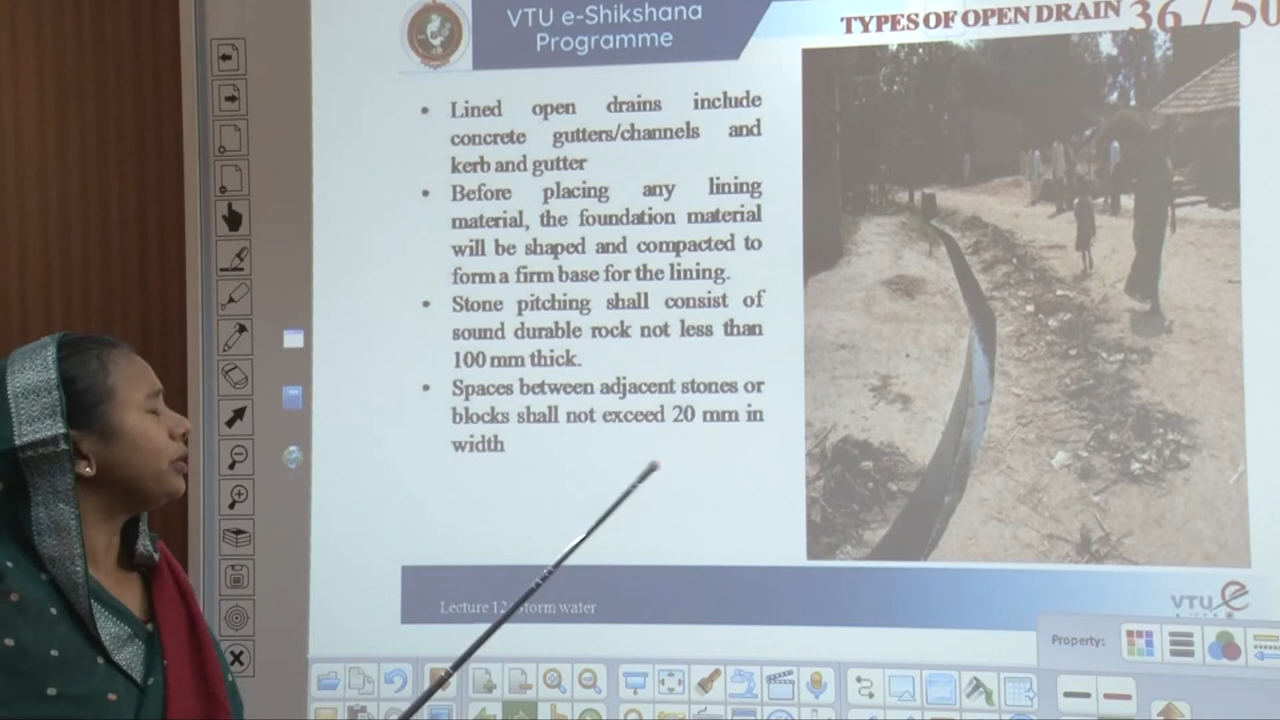 VTU e-Shikshana
Programme
TYPES OF OPEN DRAIN
36 / 50
• Lined open drains include
concrete gutters/channels and
kerb and gutter
• Before placing any lining
material, the foundation material
will be shaped and compacted to
form a firm base for the lining.
• Stone pitching shall consist of
sound durable rock not less than
100 mm thick.
• Spaces between adjacent stones or
blocks shall not exceed 20 mm in
width
Lecture 12 water
VTU e
Property: